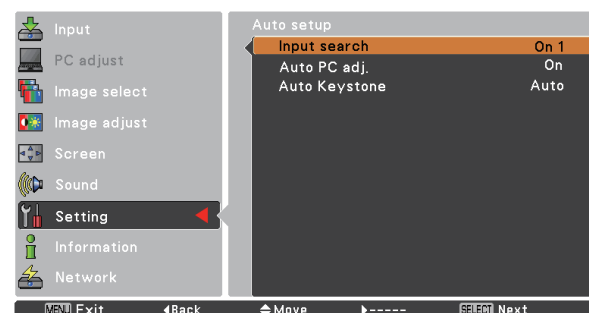 Input
PC adjust
Image select
Image adjust
Screen
Sound
Setting
Information
Network
Auto setup
Input search On 1
Auto PC adj. On
Auto Keystone Auto
MENU Exit Back Move ----- SELECT Next